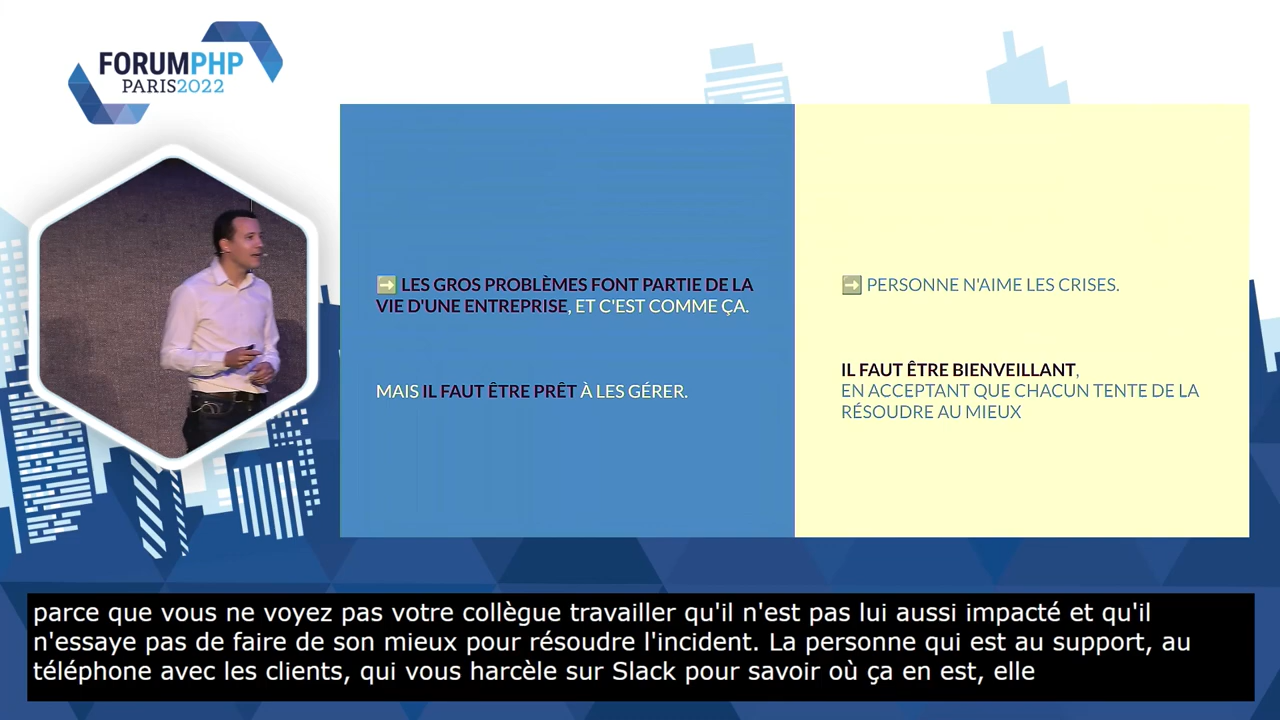 FORUMPHP
PARIS2022
➡ LES GROS PROBLÈMES FONT PARTIE DE LA
VIE D'UNE ENTREPRISE, ET C'EST COMME ÇA.
MAIS IL FAUT ÊTRE PRÊT À LES GÉRER.
➡ PERSONNE N'AIME LES CRISES.
IL FAUT ÊTRE BIENVEILLANT,
EN ACCEPTANT QUE CHACUN TENTE DE LA
RÉSOUDRE AU MIEUX
parce que vous ne voyez pas votre collègue travailler qu'il n'est pas lui aussi impacté et qu'il
n'essaye pas de faire de son mieux pour résoudre l'incident. La personne qui est au support, au
téléphone avec les clients, qui vous harcèle sur Slack pour savoir où ça en est, elle